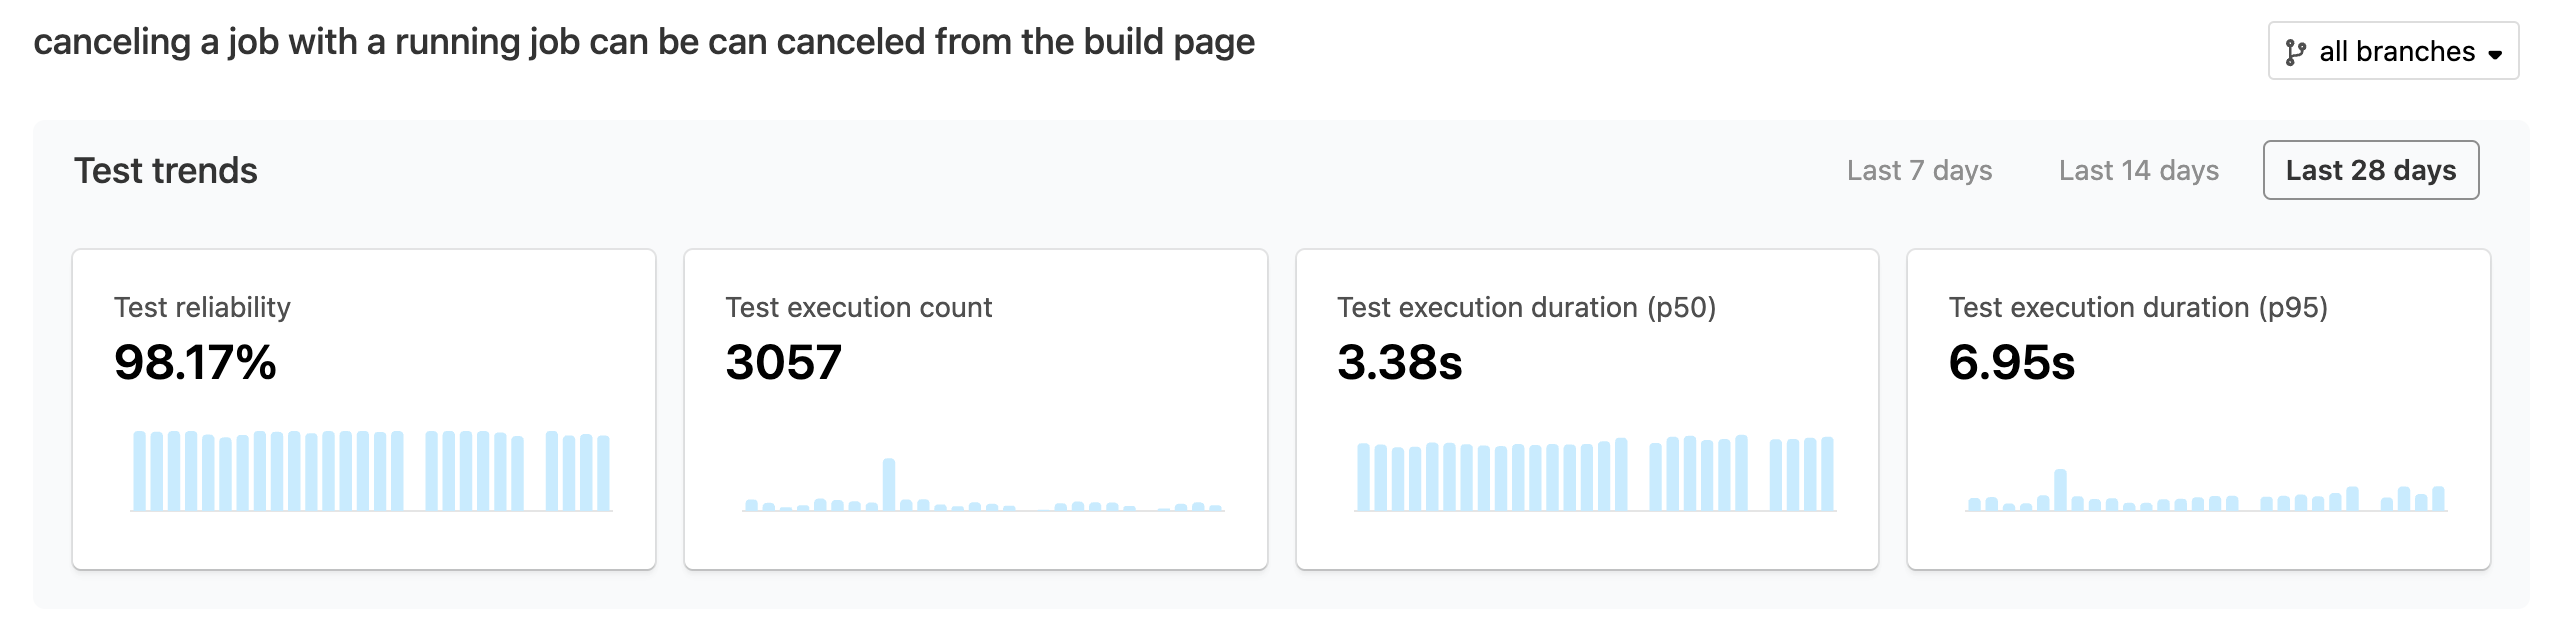 canceling a job with a running job can be can canceled from the build page
all branches
Test trends
Last 7 days
Last 14 days
Last 28 days
Test reliability
98.17%
Test execution count
3057
Test execution duration (p50)
3.38s
Test execution duration (p95)
6.95s